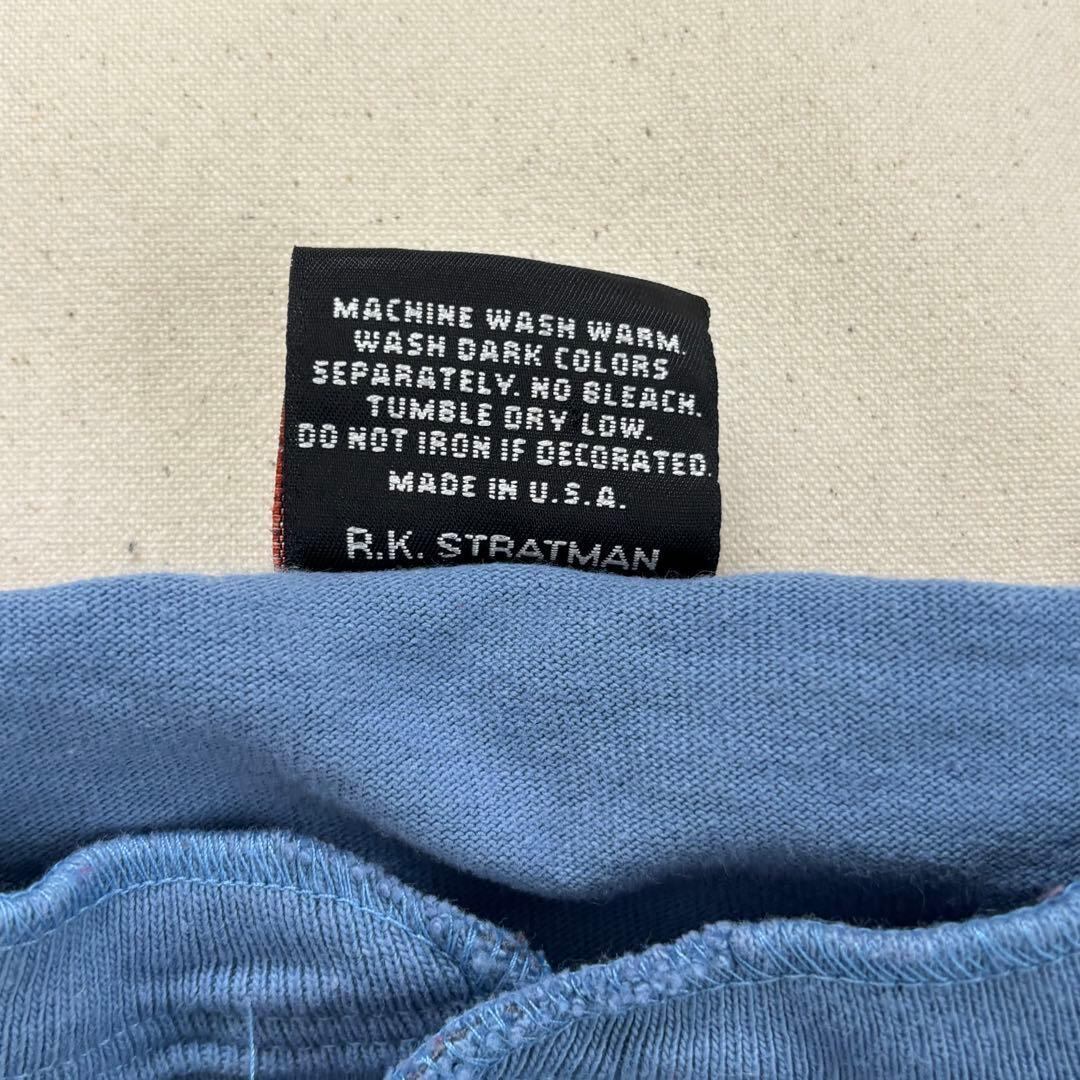 MACHINE WASH WARM.
WASH DARK COLORS
SEPARATELY. NO BLEACH.
TUMBLE DRY LOW.
DO NOT IRON IF DECORATED.
MADE IN U.S.A.
R.K. STRATMAN